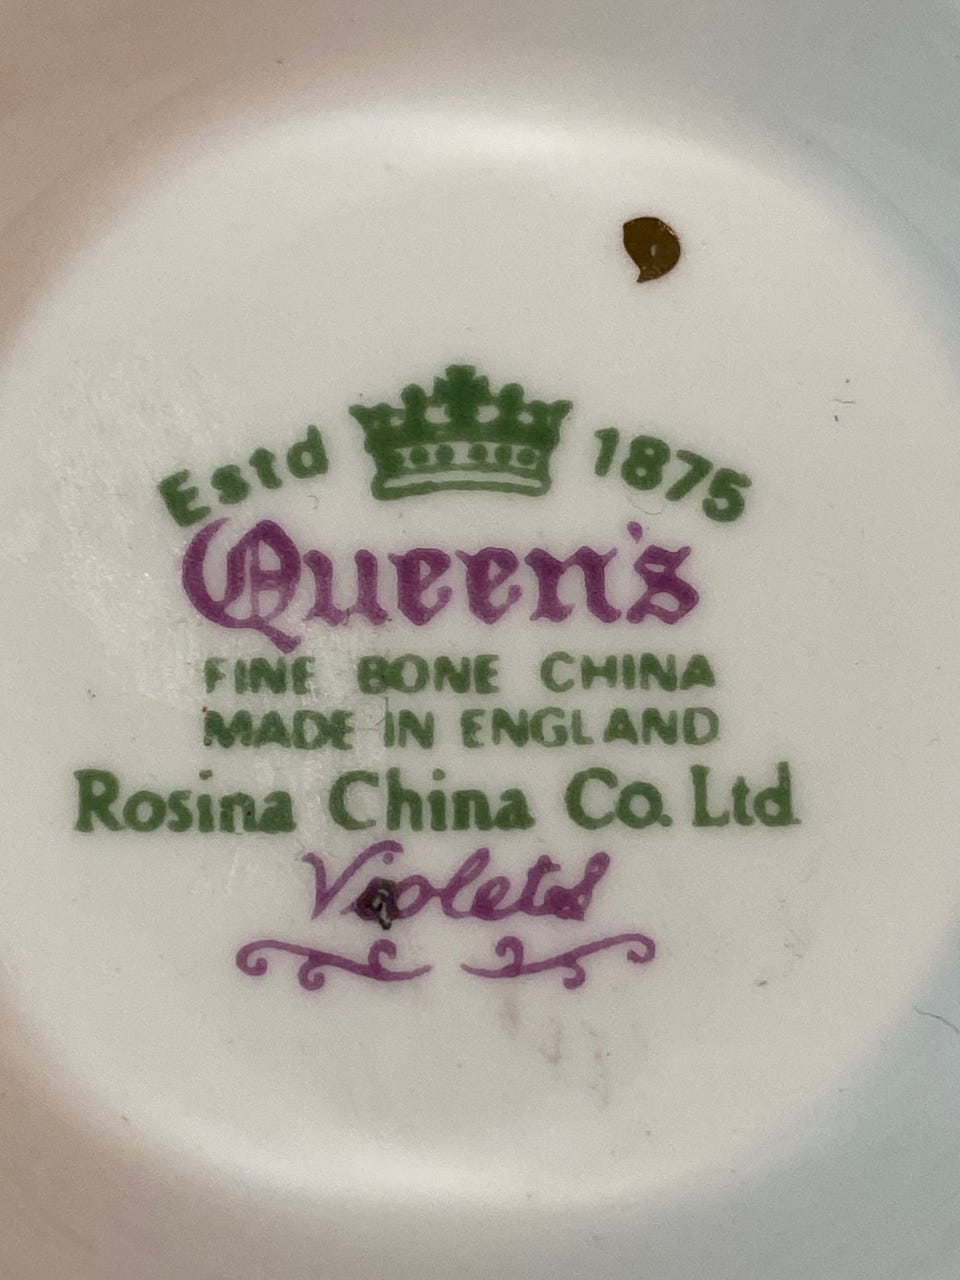 Estd 1875
Queen's
FINE BONE CHINA
MADE IN ENGLAND
Rosina China Co. Ltd
Violets